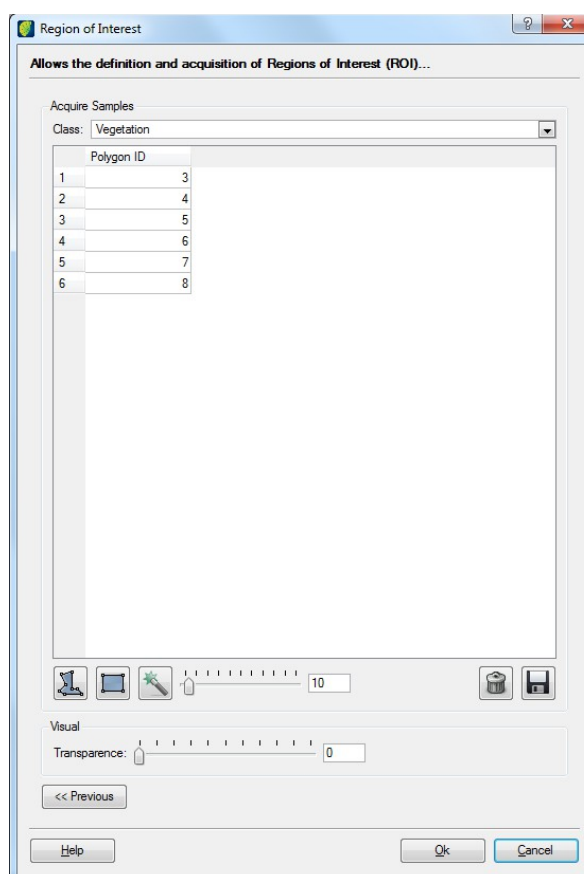 Region of Interest
Allows the definition and acquisition of Regions of Interest (ROI)...
Acquire Samples
Class: Vegetation
Polygon ID
1 3
2 4
3 5
4 6
5 7
6 8
10
Visual
Transparence: 0
<< Previous
Help Ok Cancel